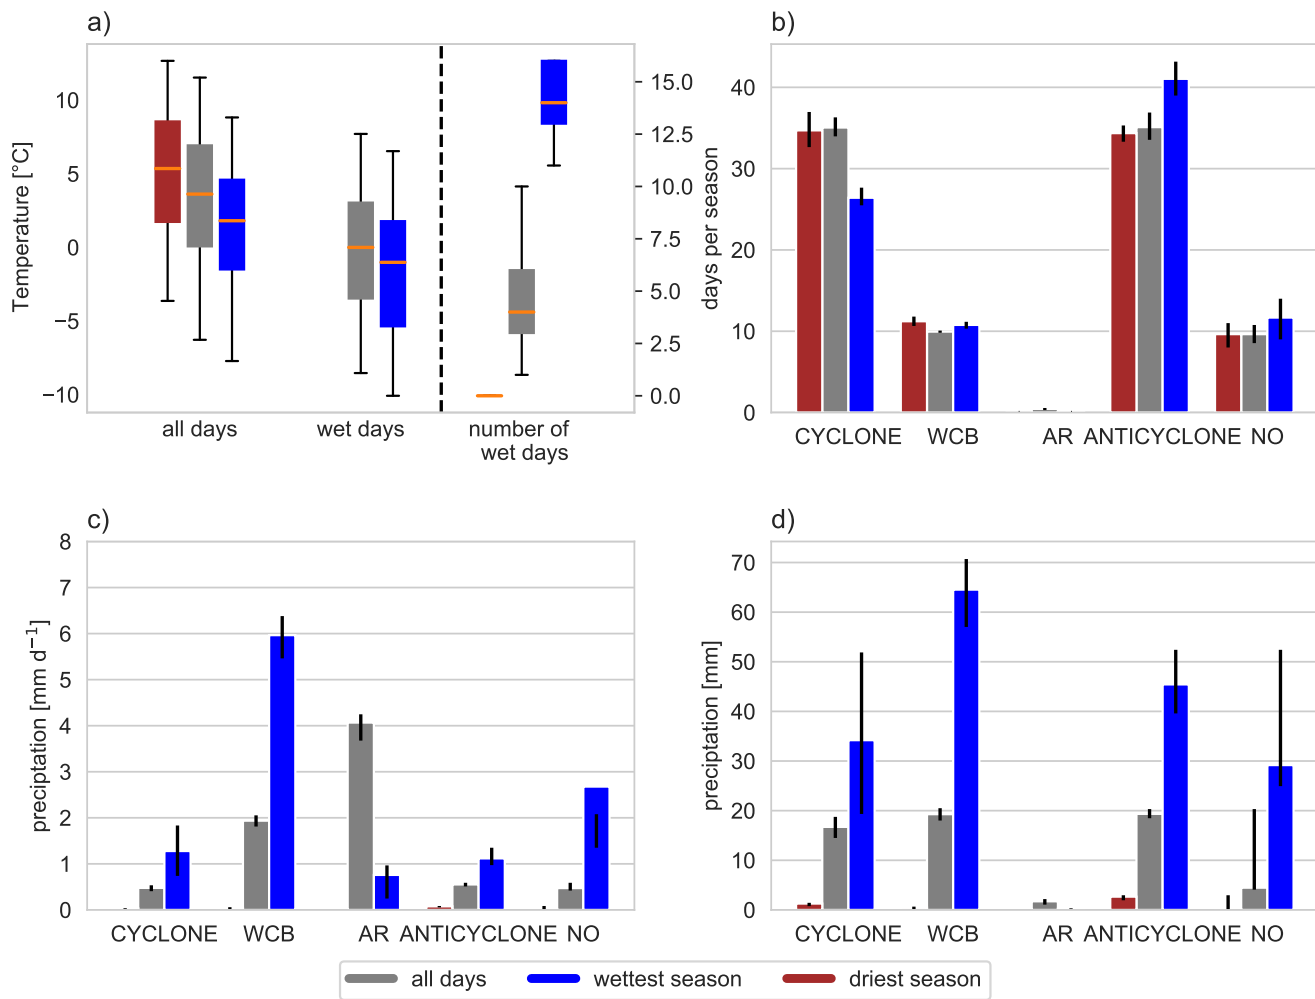 a)
Temperature [°C]
10
5
0
−5
−10
15.0
12.5
10.0
7.5
5.0
2.5
0.0
all days
wet days
number of
wet days
b)
days per season
40
30
20
10
0
CYCLONE
WCB
AR
ANTICYCLONE
NO
c)
preciptation [mm d⁻¹]
8
7
6
5
4
3
2
1
0
CYCLONE
WCB
AR
ANTICYCLONE
NO
d)
preciptation [mm]
70
60
50
40
30
20
10
0
CYCLONE
WCB
AR
ANTICYCLONE
NO
all days
wettest season
driest season